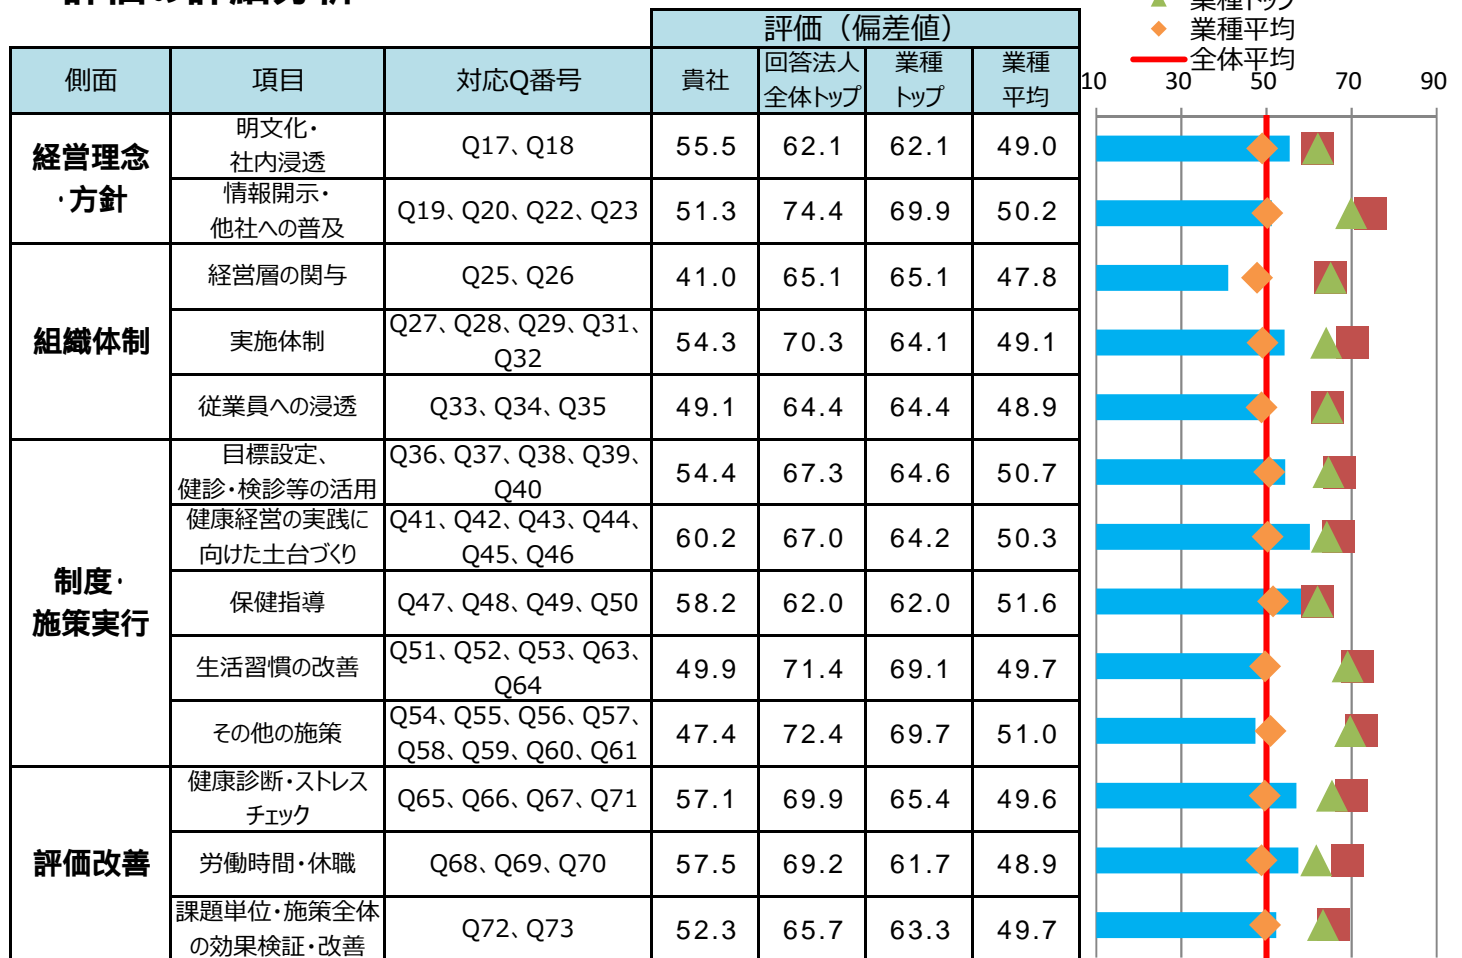 評価の詳細分析
業種トップ
業種平均
全体平均
評価（偏差値）
側面 項目 対応Q番号 貴社 回答法人全体トップ 業種トップ 業種平均
10 30 50 70 90
経営理念・方針
明文化・社内浸透 Q17、Q18 55.5 62.1 62.1 49.0
情報開示・他社への普及 Q19、Q20、Q22、Q23 51.3 74.4 69.9 50.2
組織体制
経営層の関与 Q25、Q26 41.0 65.1 65.1 47.8
実施体制 Q27、Q28、Q29、Q31、Q32 54.3 70.3 64.1 49.1
従業員への浸透 Q33、Q34、Q35 49.1 64.4 64.4 48.9
制度・施策実行
目標設定、健診・検診等の活用 Q36、Q37、Q38、Q39、Q40 54.4 67.3 64.6 50.7
健康経営の実践に向けた土台づくり Q41、Q42、Q43、Q44、Q45、Q46 60.2 67.0 64.2 50.3
保健指導 Q47、Q48、Q49、Q50 58.2 62.0 62.0 51.6
生活習慣の改善 Q51、Q52、Q53、Q63、Q64 49.9 71.4 69.1 49.7
その他の施策 Q54、Q55、Q56、Q57、Q58、Q59、Q60、Q61 47.4 72.4 69.7 51.0
評価改善
健康診断・ストレスチェック Q65、Q66、Q67、Q71 57.1 69.9 65.4 49.6
労働時間・休職 Q68、Q69、Q70 57.5 69.2 61.7 48.9
課題単位・施策全体の効果検証・改善 Q72、Q73 52.3 65.7 63.3 49.7